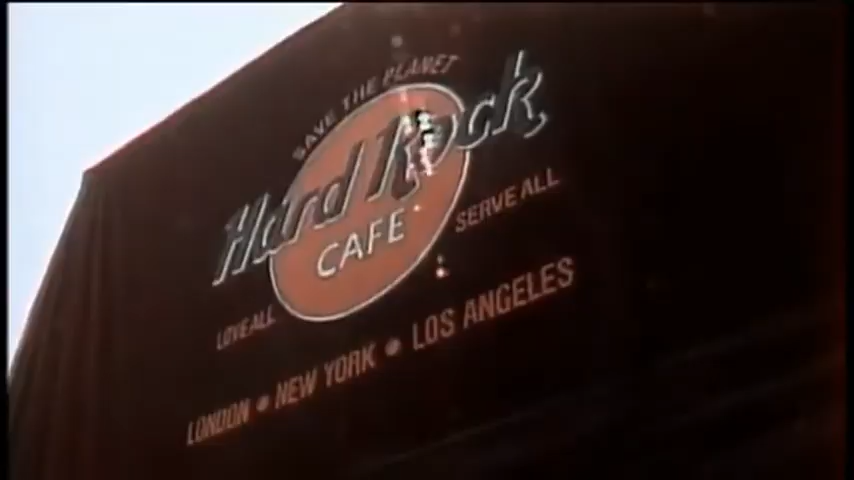 SAVE THE PLANET
Hard Rock
CAFE
LOVE ALL
SERVE ALL
LONDON • NEW YORK • LOS ANGELES